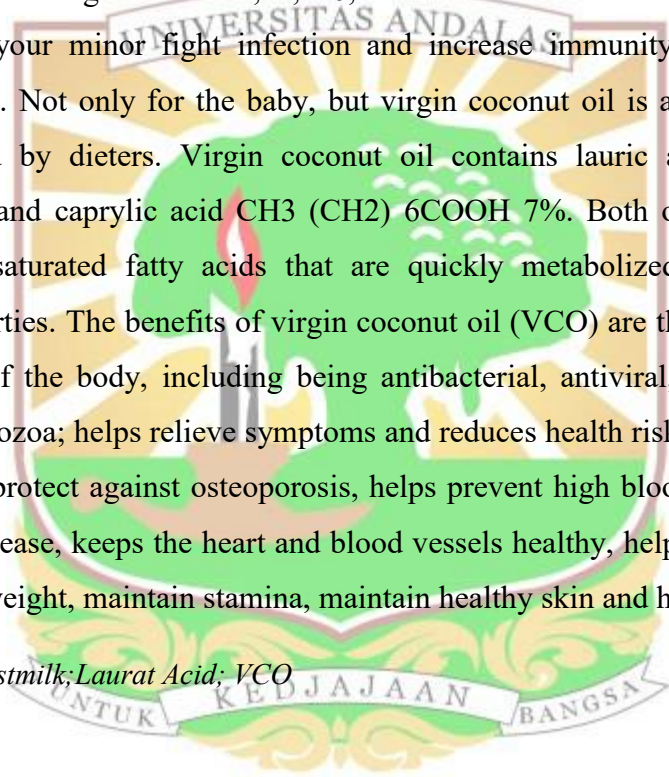 UNIVERSITAS ANDALAS
your minor fight infection and increase immunity
. Not only for the baby, but virgin coconut oil is a
by dieters. Virgin coconut oil contains lauric a
and caprylic acid CH3 (CH2) 6COOH 7%. Both o
saturated fatty acids that are quickly metabolized
rties. The benefits of virgin coconut oil (VCO) are th
f the body, including being antibacterial, antiviral,
ozoa; helps relieve symptoms and reduces health risk
protect against osteoporosis, helps prevent high bloo
ease, keeps the heart and blood vessels healthy, help
weight, maintain stamina, maintain healthy skin and h
stmilk;Laurat Acid; VCO
UNTUK KEDJAJAAN BANGSA